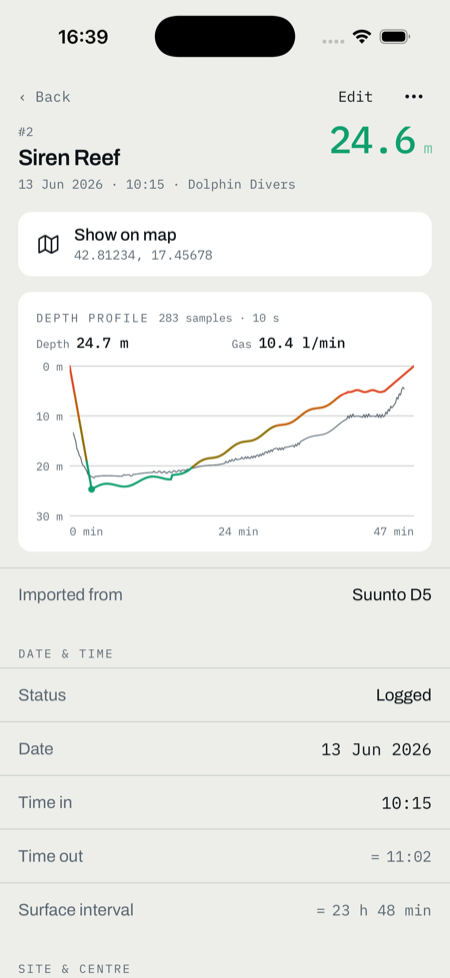 16:39
‹ Back
Edit
#2
Siren Reef
24.6 m
13 Jun 2026 · 10:15 · Dolphin Divers
Show on map
42.81234, 17.45678
DEPTH PROFILE 283 samples · 10 s
Depth 24.7 m
Gas 10.4 l/min
0 m
10 m
20 m
30 m
0 min
24 min
47 min
Imported from
Suunto D5
DATE & TIME
Status
Logged
Date
13 Jun 2026
Time in
10:15
Time out
= 11:02
Surface interval
= 23 h 48 min
SITE & CENTRE